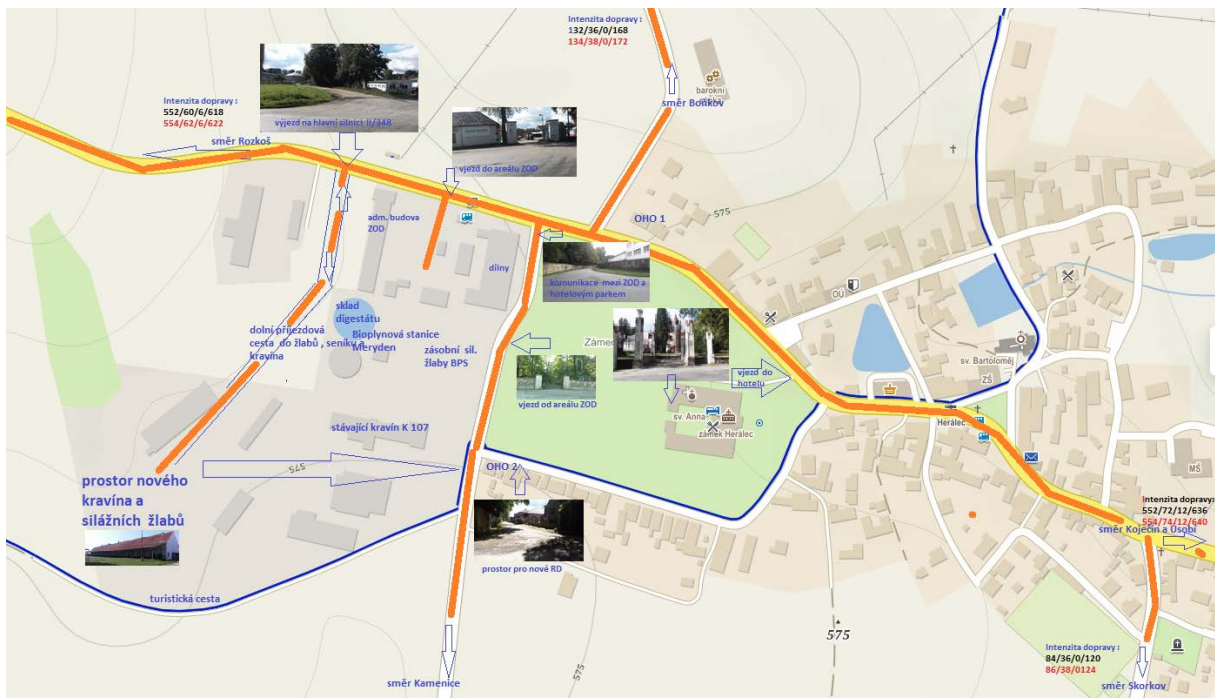 Intenzita dopravy :
132/36/0/168
134/38/0/172
barokní
směr Boňkov
Intenzita dopravy :
552/60/6/618
554/62/6/622
směr Rozkoš
výjezd na hlavní silnici II/348
vjezd do areálu ZOD
adm. budova
ZOD
OHO 1
575
dílny
komunikace mezi ZOD a
hotelovým parkem
OÚ
sklad
digestátu
dolní příjezdová
cesta do žlabů , seníku a
kravína
Bioplynová stanice
Meryden
zásobní sil.
žlaby BPS
Zámec
vjezd od areálu ZOD
vjezd do
hotelu
sv. Bartoloměj
ZŠ
sv. Anna
zámek Herálec
Herálec
stávající kravín K 107
575
OHO 2
MŠ
prostor nového
kravína a
silážních žlabů
prostor pro nové RD
Intenzita dopravy:
552/72/12/636
554/74/12/640
směr Koječín a Úsobí
turistická cesta
575
575
Intenzita dopravy :
84/36/0/120
86/38/0124
směr Kamenice
směr Skorkov